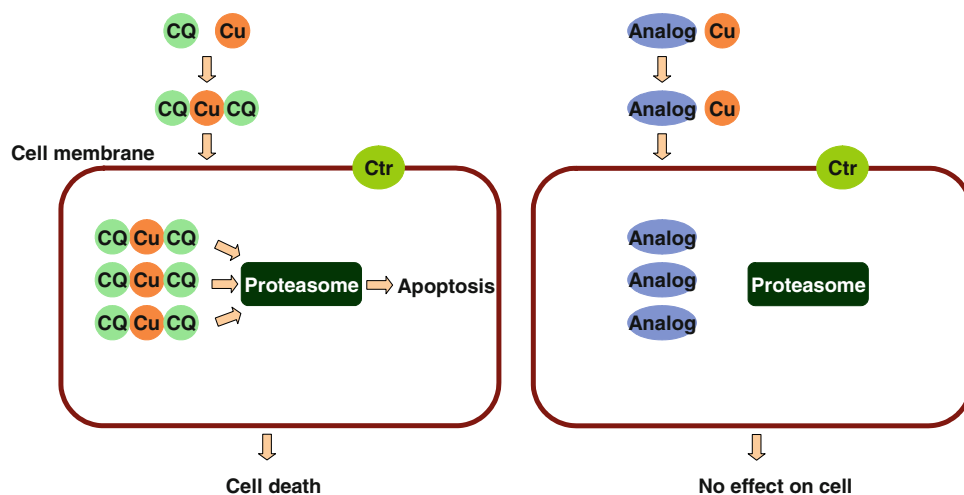 CQ Cu
CQ Cu CQ
Cell membrane
Ctr
CQ Cu CQ
CQ Cu CQ
CQ Cu CQ
Proteasome
Apoptosis
Cell death
Analog Cu
Analog Cu
Ctr
Analog
Analog
Analog
Proteasome
No effect on cell